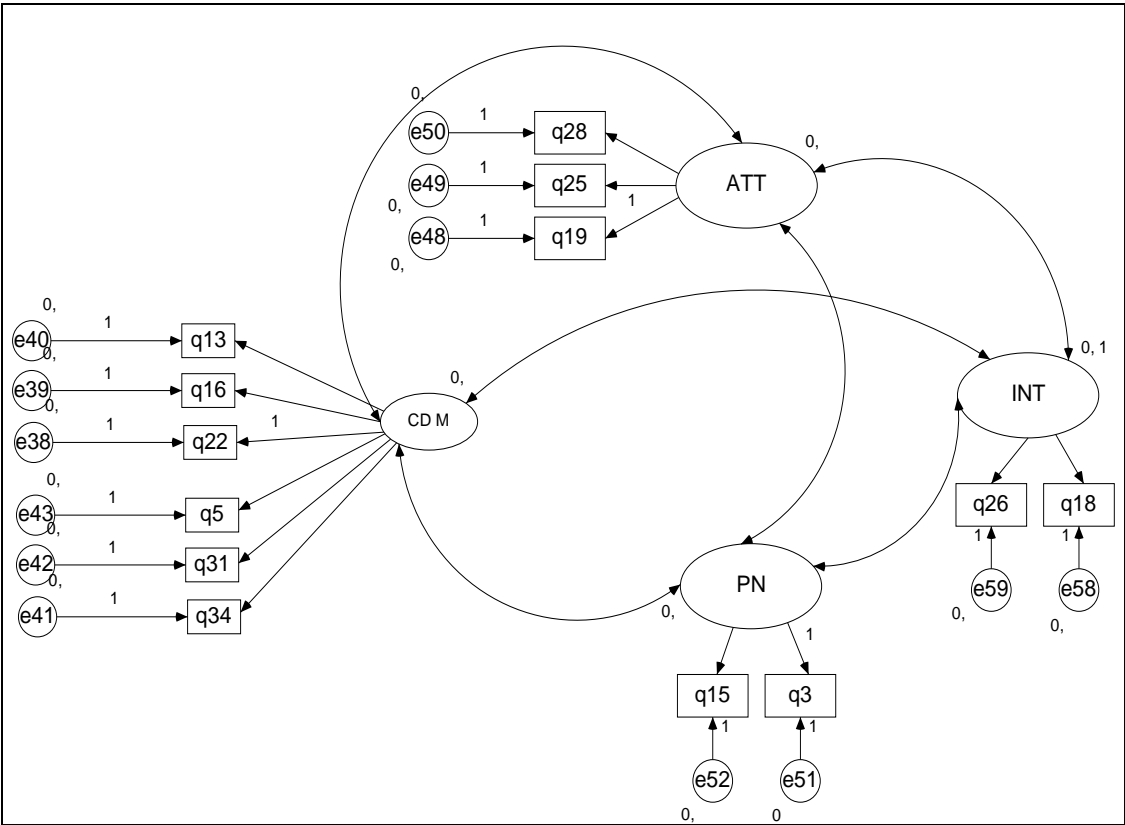 0,
e50 1 q28
0,
ATT
e49 1 q25
0,
1
e48 1 q19
0,
0,
e40 1 q13
0,
e39 1 q16
0,
e38 1 q22 1
CD M
0,
0, 1
INT
0,
e43 1 q5
0,
e42 1 q31
0,
e41 1 q34
q26 q18
1 1
e59 e58
0, 0,
PN
0,
1
q15 q3
1 1
e52 e51
0, 0